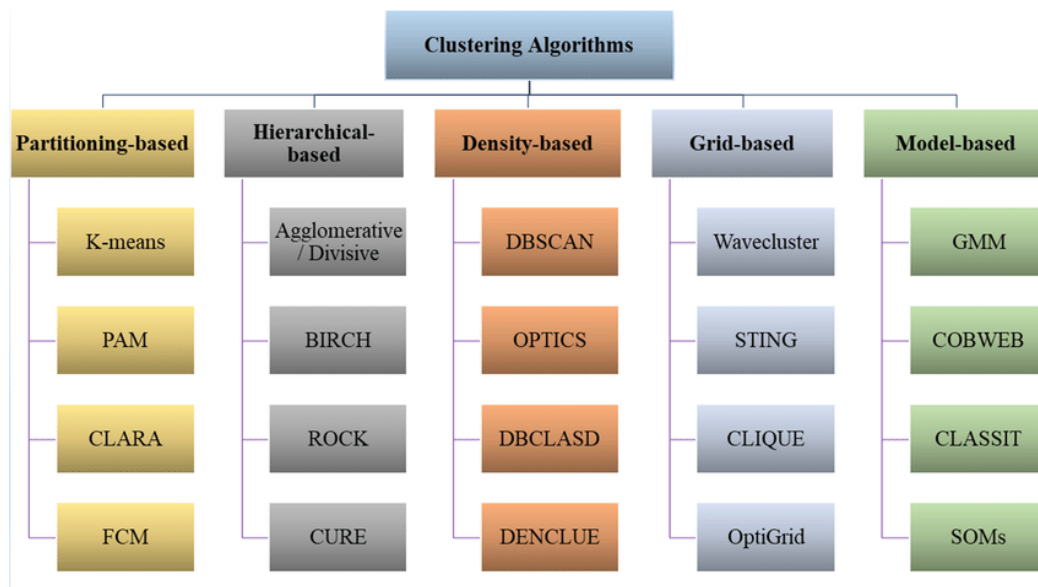 Clustering Algorithms
Partitioning-based
K-means
PAM
CLARA
FCM
Hierarchical-
based
Agglomerative
/ Divisive
BIRCH
ROCK
CURE
Density-based
DBSCAN
OPTICS
DBCLASD
DENCLUE
Grid-based
Wavecluster
STING
CLIQUE
OptiGrid
Model-based
GMM
COBWEB
CLASSIT
SOMs